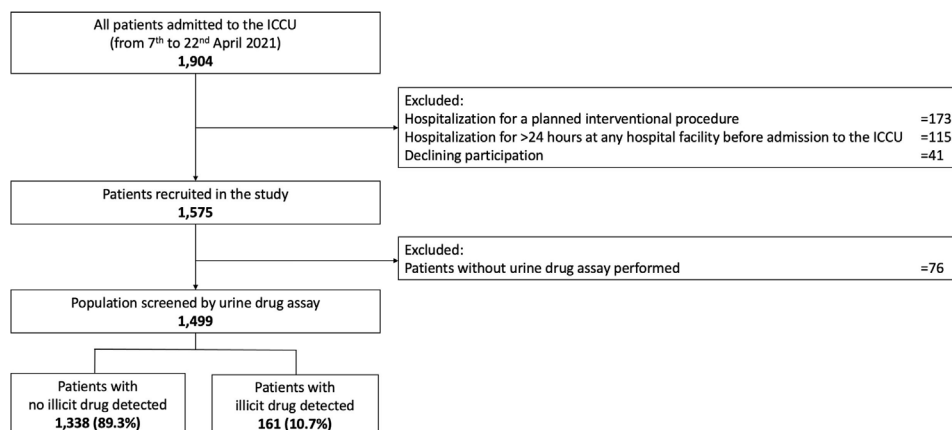 All patients admitted to the ICCU
(from 7th to 22nd April 2021)
1,904
Excluded:
Hospitalization for a planned interventional procedure =173
Hospitalization for >24 hours at any hospital facility before admission to the ICCU =115
Declining participation =41
Patients recruited in the study
1,575
Excluded:
Patients without urine drug assay performed =76
Population screened by urine drug assay
1,499
Patients with
no illicit drug detected
1,338 (89.3%)
Patients with
illicit drug detected
161 (10.7%)